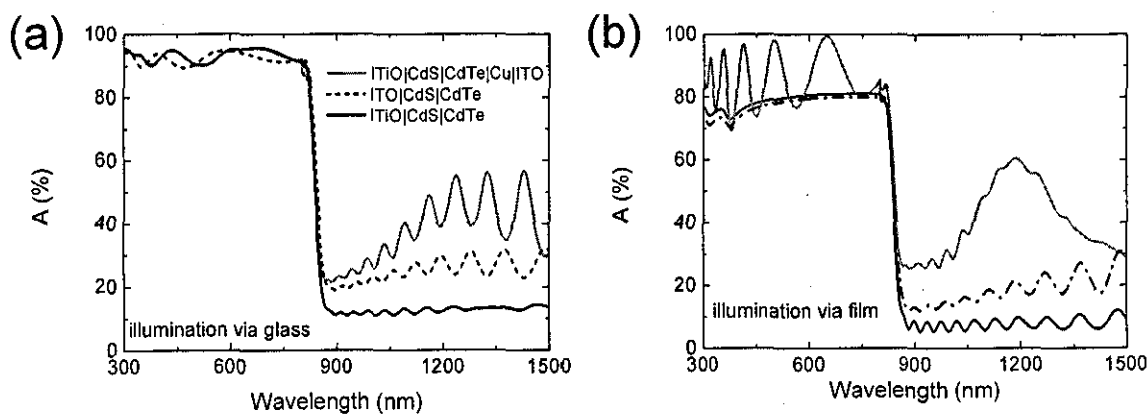 (a)
100
80
60
40
20
0
A (%)
ITiO|CdS|CdTe|Cu|ITO
ITO|CdS|CdTe
ITiO|CdS|CdTe
illumination via glass
300 600 900 1200 1500
Wavelength (nm)
(b)
100
80
60
40
20
0
A (%)
illumination via film
300 600 900 1200 1500
Wavelength (nm)